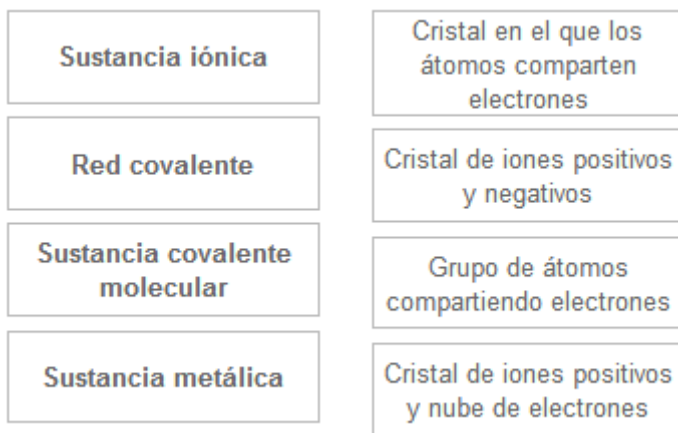 Sustancia iónica
Cristal en el que los
átomos comparten
electrones
Red covalente
Cristal de iones positivos
y negativos
Sustancia covalente
molecular
Grupo de átomos
compartiendo electrones
Sustancia metálica
Cristal de iones positivos
y nube de electrones